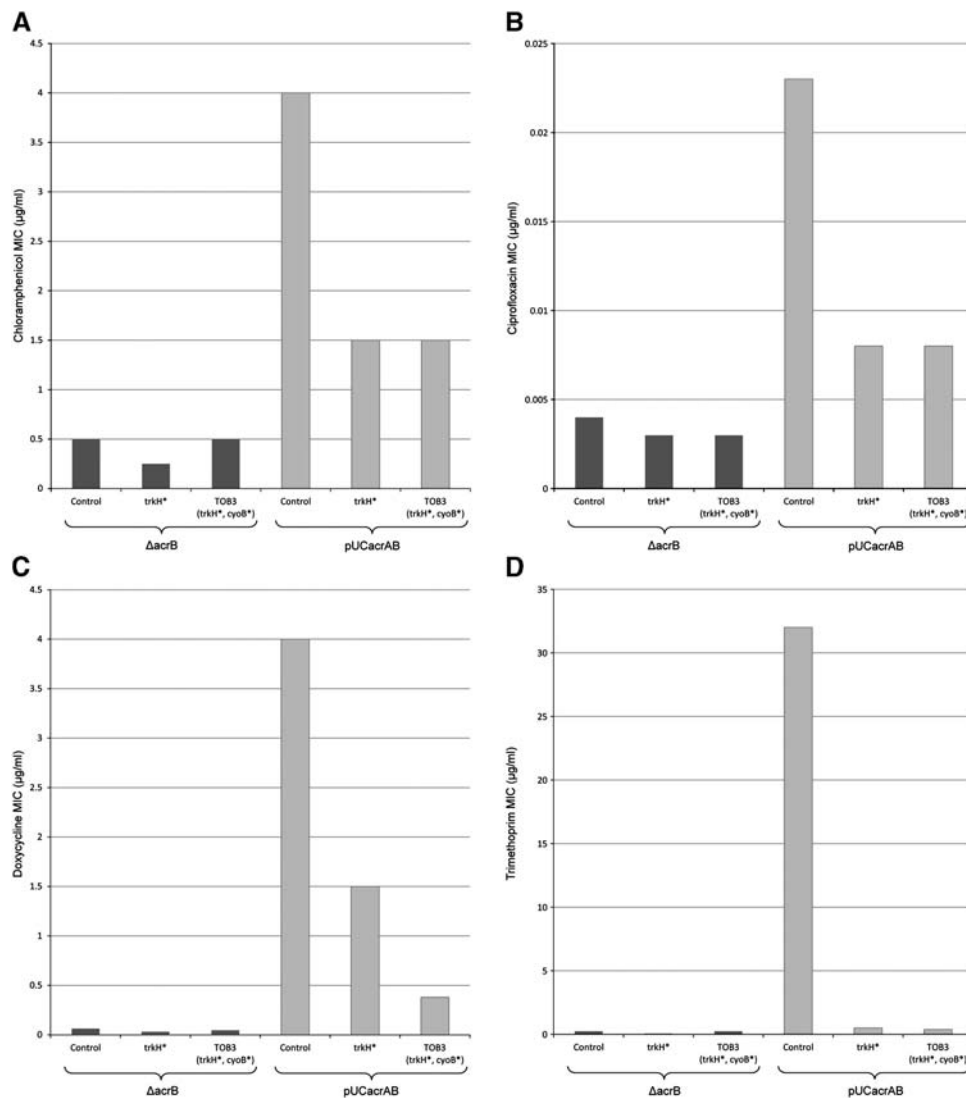 A
Chloramphenicol MIC (µg/ml)
4.5
4
3.5
3
2.5
2
1.5
1
0.5
0
Control trkH* TOB3 Control trkH* TOB3
(trkH*, cyoB*) (trkH*, cyoB*)
ΔacrB pUCacrAB
B
Ciprofloxacin MIC (µg/ml)
0.025
0.02
0.015
0.01
0.005
0
Control trkH* TOB3 Control trkH* TOB3
(trkH*, cyoB*) (trkH*, cyoB*)
ΔacrB pUCacrAB
C
Doxycycline MIC (µg/ml)
4.5
4
3.5
3
2.5
2
1.5
1
0.5
0
Control trkH* TOB3 Control trkH* TOB3
(trkH*, cyoB*) (trkH*, cyoB*)
ΔacrB pUCacrAB
D
Trimethoprim MIC (µg/ml)
35
30
25
20
15
10
5
0
Control trkH* TOB3 Control trkH* TOB3
(trkH*, cyoB*) (trkH*, cyoB*)
ΔacrB pUCacrAB